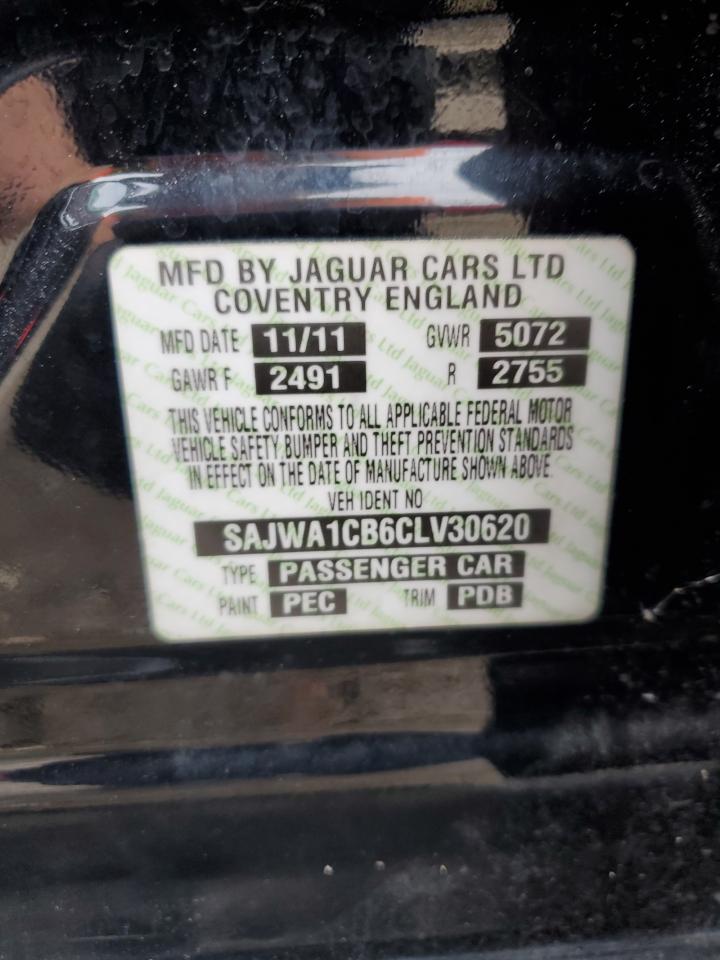 MFD BY JAGUAR CARS LTD
COVENTRY ENGLAND
MFD DATE 11/11 GVWR 5072
GAWR F 2491 R 2755
THIS VEHICLE CONFORMS TO ALL APPLICABLE FEDERAL MOTOR
VEHICLE SAFETY, BUMPER AND THEFT PREVENTION STANDARDS
IN EFFECT ON THE DATE OF MANUFACTURE SHOWN ABOVE.
VEH IDENT NO
SAJWA1CB6CLV30620
TYPE PASSENGER CAR
PAINT PEC TRIM PDB